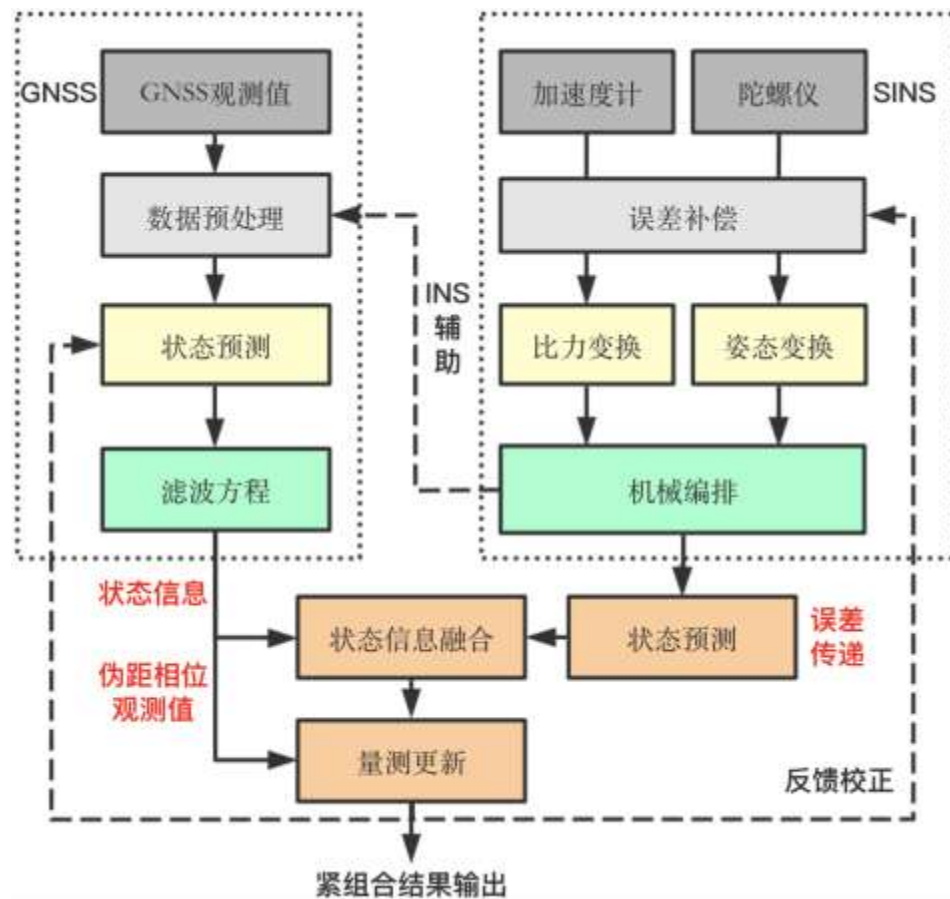 GNSS
GNSS观测值
加速度计
陀螺仪
SINS
数据预处理
误差补偿
INS
辅
助
状态预测
比力变换
姿态变换
滤波方程
机械编排
状态信息
状态信息融合
状态预测
误差
传递
伪距相位
观测值
量测更新
反馈校正
紧组合结果输出